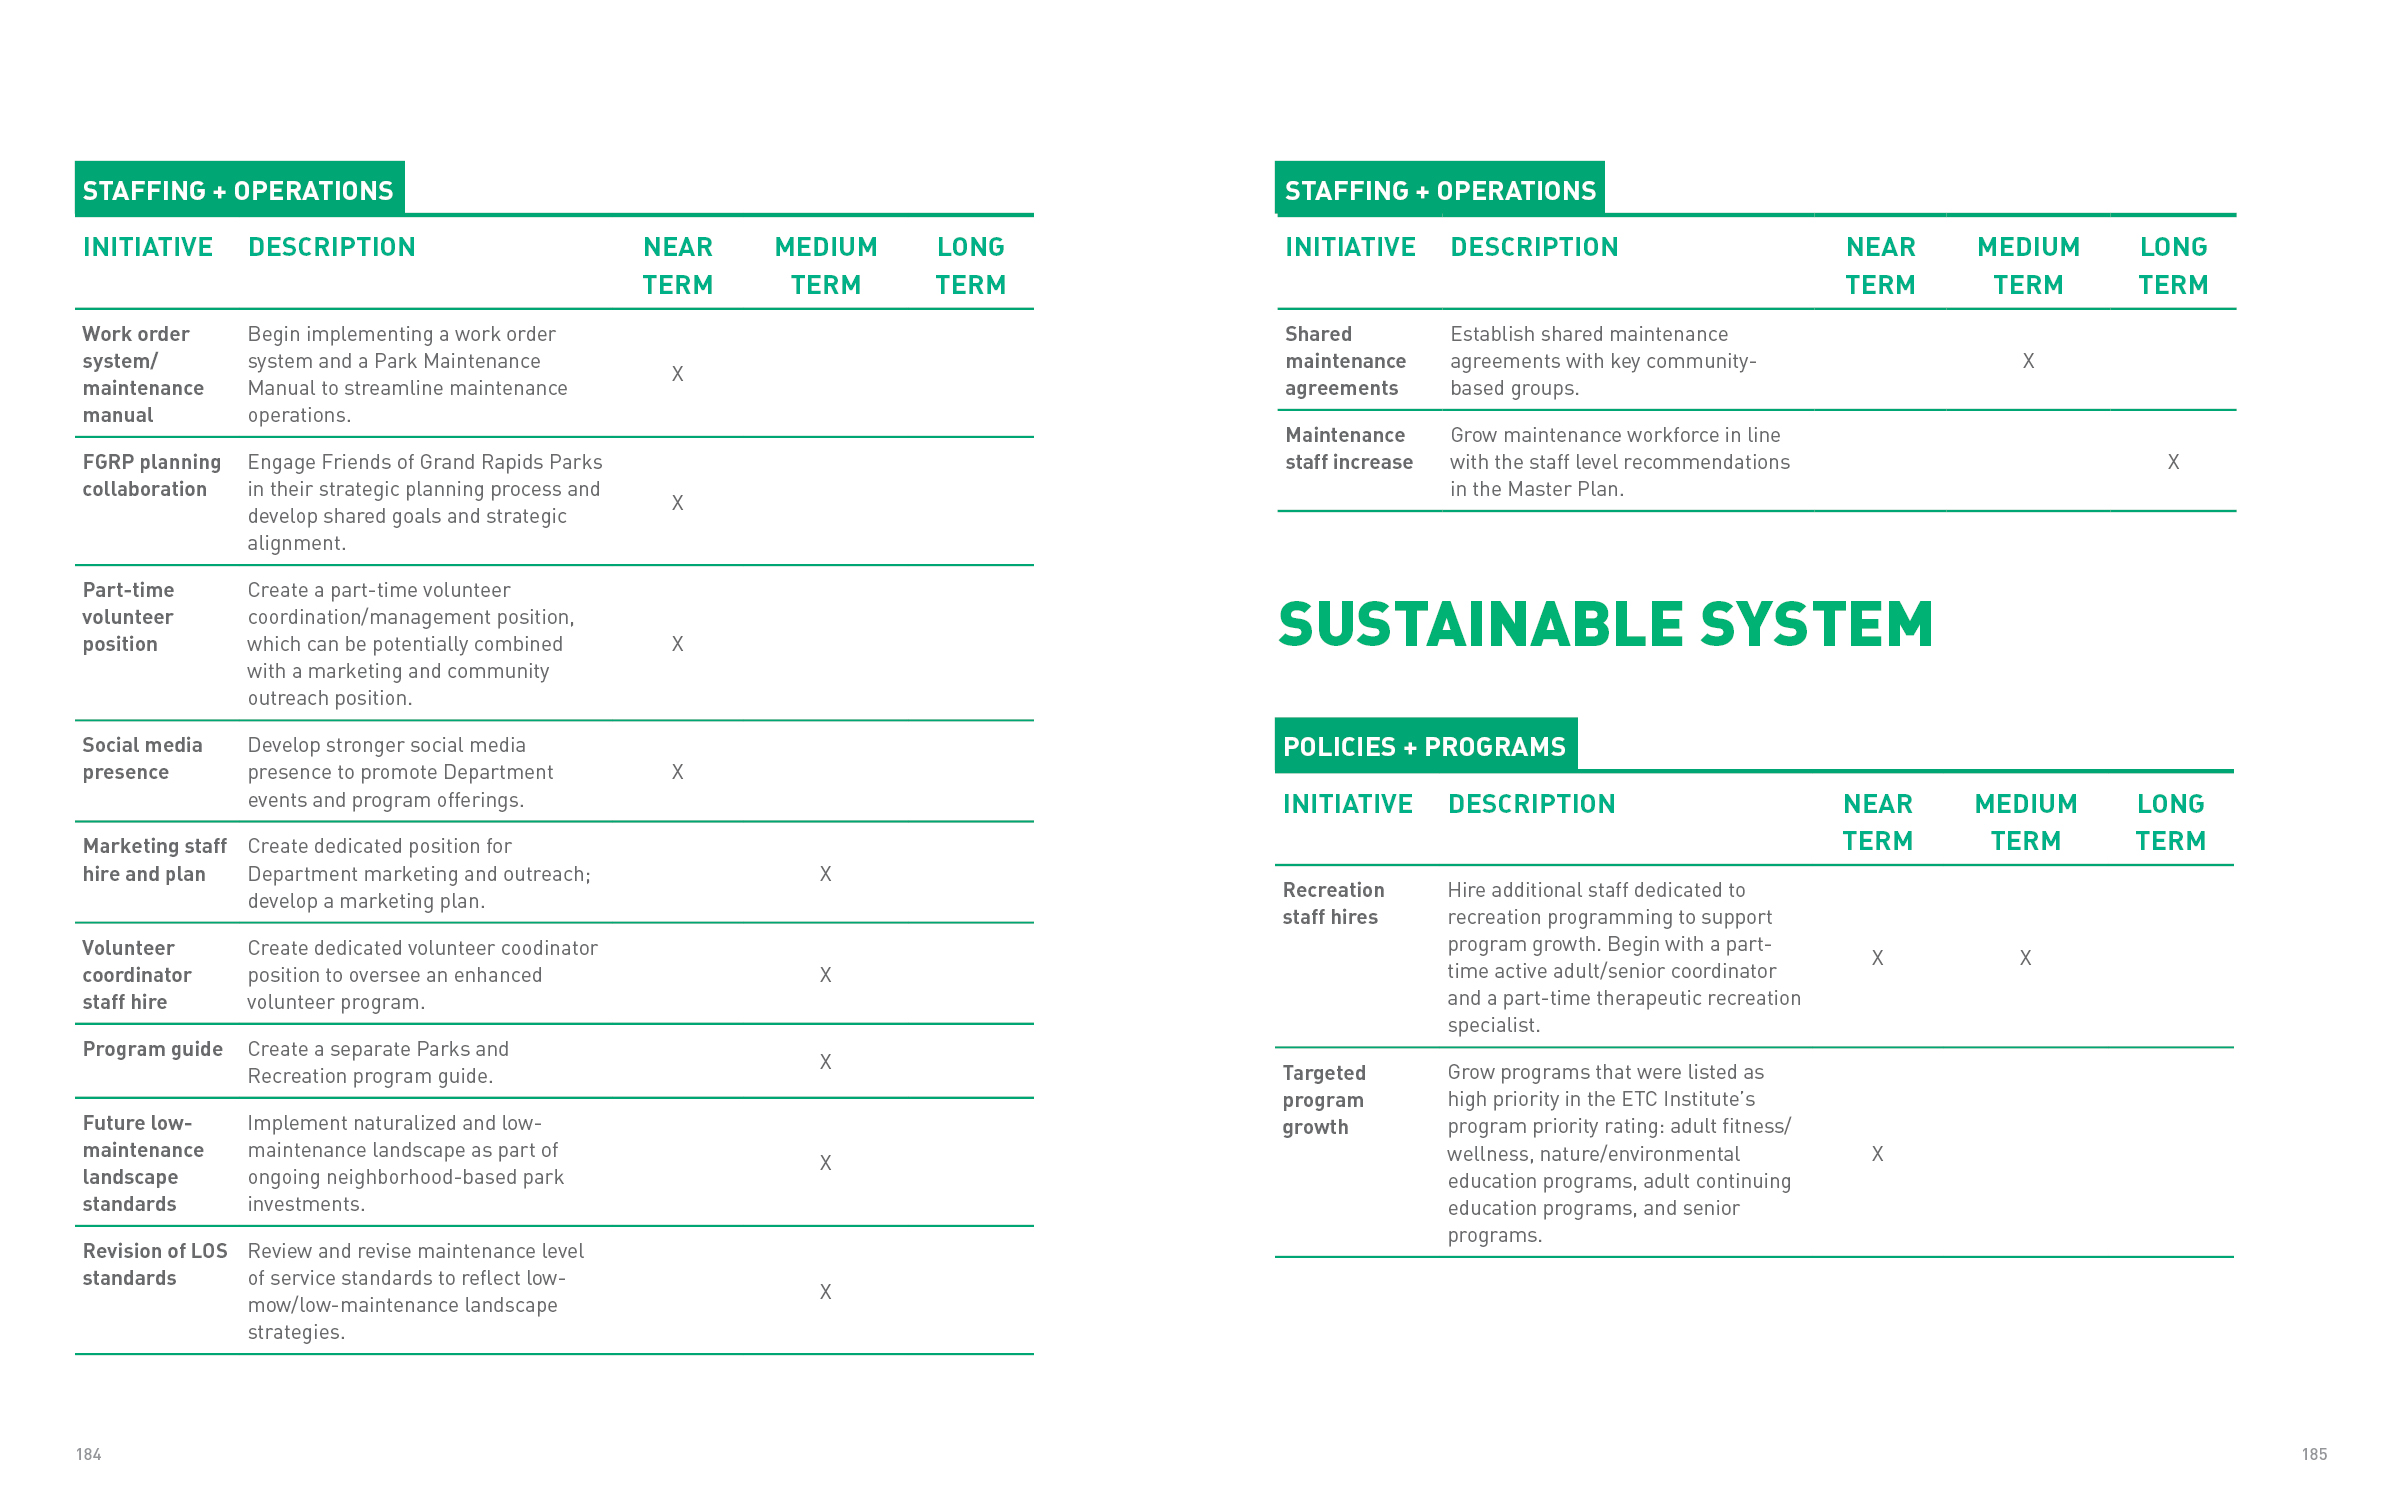 STAFFING + OPERATIONS
INITIATIVE DESCRIPTION NEAR MEDIUM LONG
TERM TERM TERM
Work order Begin implementing a work order
system/ system and a Park Maintenance
X
maintenance Manual to streamline maintenance
manual operations.
FGRP planning Engage Friends of Grand Rapids Parks
collaboration in their strategic planning process and
X
develop shared goals and strategic
alignment.
Part-time Create a part-time volunteer
volunteer coordination/management position,
position which can be potentially combined X
with a marketing and community
outreach position.
Social media Develop stronger social media
presence presence to promote Department X
events and program offerings.
Marketing staff Create dedicated position for
hire and plan Department marketing and outreach; X
develop a marketing plan.
Volunteer Create dedicated volunteer coodinator
coordinator position to oversee an enhanced X
staff hire volunteer program.
Program guide Create a separate Parks and
X
Recreation program guide.
Future low- Implement naturalized and low-
maintenance maintenance landscape as part of
X
landscape ongoing neighborhood-based park
standards investments.
Revision of LOS Review and revise maintenance level
standards of service standards to reflect low-
X
mow/low-maintenance landscape
strategies.
184
STAFFING + OPERATIONS
INITIATIVE DESCRIPTION NEAR MEDIUM LONG
TERM TERM TERM
Shared Establish shared maintenance
maintenance agreements with key community- X
agreements based groups.
Maintenance Grow maintenance workforce in line
staff increase with the staff level recommendations X
in the Master Plan.
SUSTAINABLE SYSTEM
POLICIES + PROGRAMS
INITIATIVE DESCRIPTION NEAR MEDIUM LONG
TERM TERM TERM
Recreation Hire additional staff dedicated to
staff hires recreation programming to support
program growth. Begin with a part-
X X
time active adult/senior coordinator
and a part-time therapeutic recreation
specialist.
Targeted Grow programs that were listed as
program high priority in the ETC Institute’s
growth program priority rating: adult fitness/
wellness, nature/environmental X
education programs, adult continuing
education programs, and senior
programs.
185